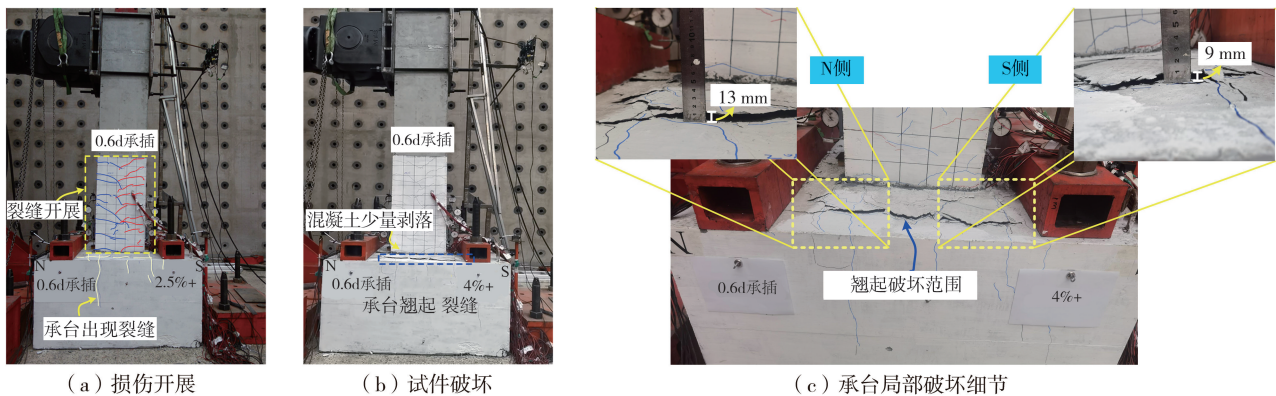 0.6d承插
裂缝开展
N
S
0.6d承插
2.5%+
承台出现裂缝
(a)损伤开展
0.6d承插
混凝土少量剥落
N
S
0.6d承插
4%+
承台翘起 裂缝
(b)试件破坏
13 mm
N侧
S侧
9 mm
0.6d承插
翘起破坏范围
4%+
(c)承台局部破坏细节